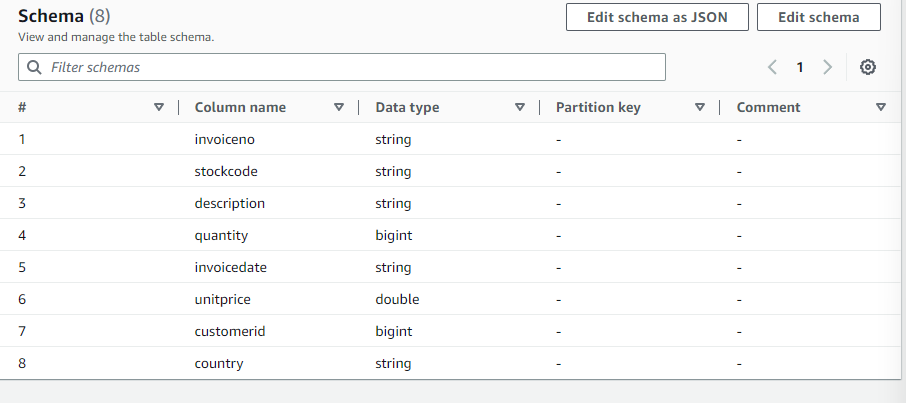 Schema (8)
Edit schema as JSON
Edit schema
View and manage the table schema.
Filter schemas
1
# Column name Data type Partition key Comment
1 invoiceno string - -
2 stockcode string - -
3 description string - -
4 quantity bigint - -
5 invoicedate string - -
6 unitprice double - -
7 customerid bigint - -
8 country string - -